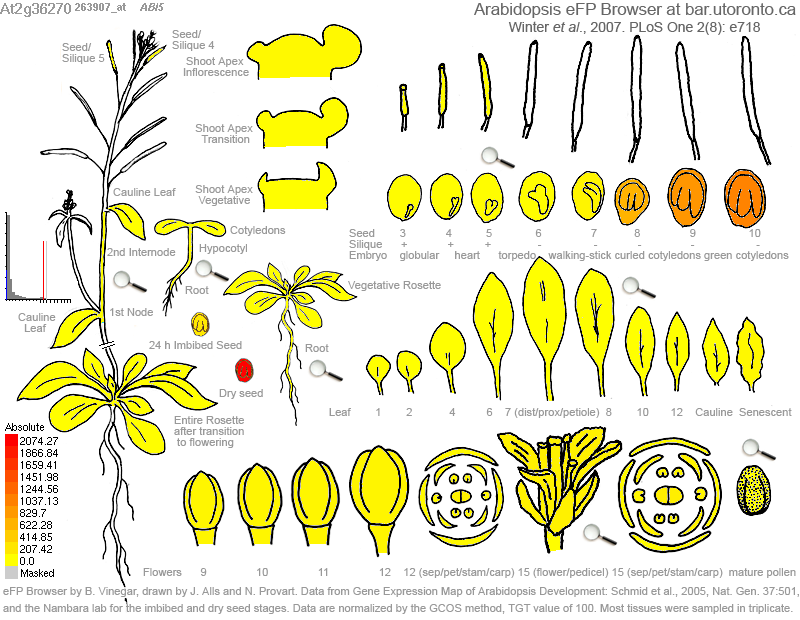 At2g36270 263907_at ABI5
Arabidopsis eFP Browser at bar.utoronto.ca
Winter et al., 2007. PLoS One 2(8): e718
Seed/
Silique 5
Seed/
Silique 4
Shoot Apex
Inflorescence
Shoot Apex
Transition
Shoot Apex
Vegetative
Cauline Leaf
Cotyledons
2nd Internode
Hypocotyl
Root
1st Node
Cauline
Leaf
24 h Imbibed Seed
Dry seed
Vegetative Rosette
Root
Entire Rosette
after transition
to flowering
Seed 3 4 5 6 7 8 9 10
Silique + + + - - - - -
Embryo globular heart torpedo walking-stick curled cotyledons green cotyledons
Leaf 1 2 4 6 7 (dist/prox/petiole) 8 10 12 Cauline Senescent
Absolute
2074.27
1866.84
1659.41
1451.98
1244.56
1037.13
829.7
622.28
414.85
207.42
0.0
Masked
Flowers 9 10 11 12 12 (sep/pet/stam/carp) 15 (flower/pedicel) 15 (sep/pet/stam/carp) mature pollen
eFP Browser by B. Vinegar, drawn by J. Alls and N. Provart. Data from Gene Expression Map of Arabidopsis Development: Schmid et al., 2005, Nat. Gen. 37:501,
and the Nambara lab for the imbibed and dry seed stages. Data are normalized by the GCOS method, TGT value of 100. Most tissues were sampled in triplicate.